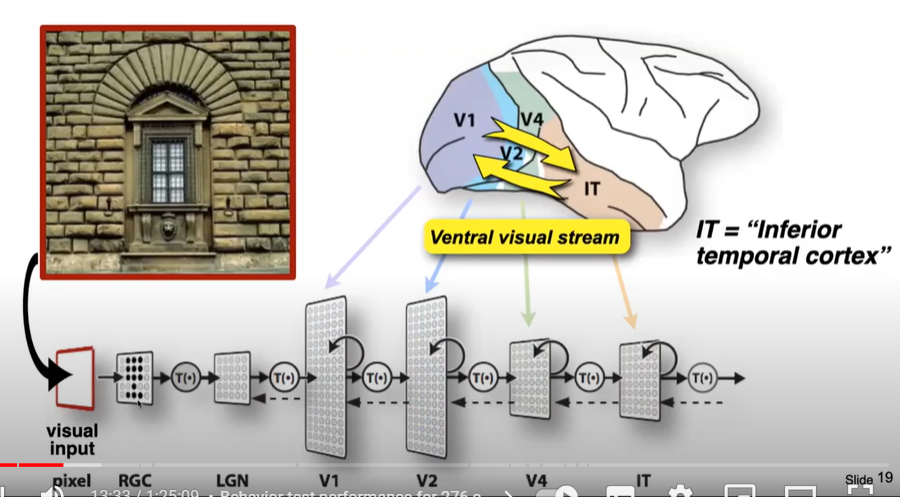 V1
V4
V2
IT
Ventral visual stream
IT = “Inferior
temporal cortex”
T(•) T(•) T(•) T(•) T(•) T(•)
visual
input
pixel RGC LGN V1 V2 V4 IT
Slide 19
13:33 / 1:25:09 • Behavior test performance for 276